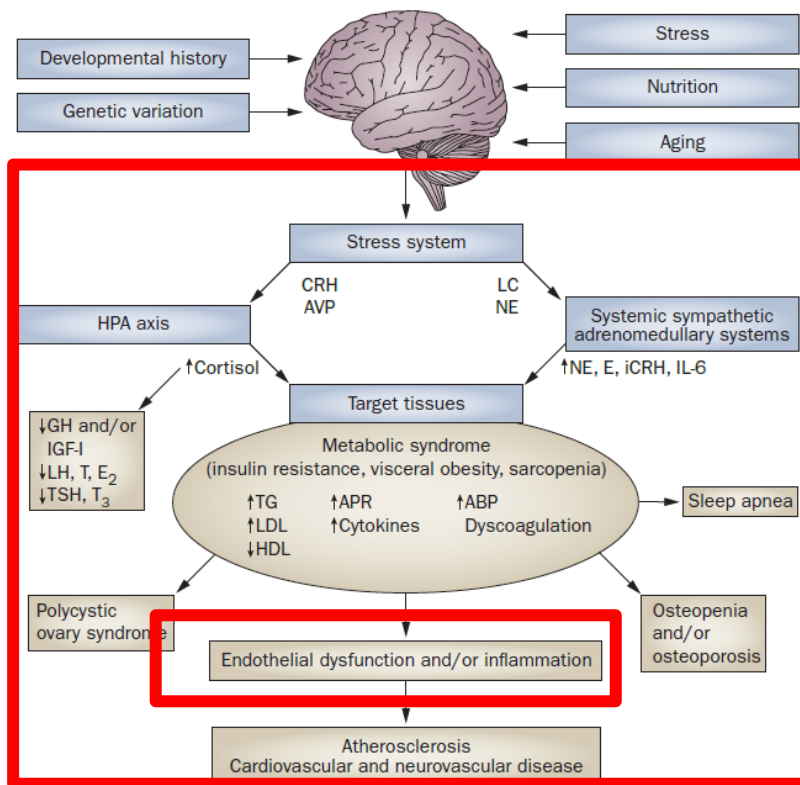 Developmental history
Genetic variation
Stress
Nutrition
Aging
Stress system
CRH
AVP
LC
NE
HPA axis
Systemic sympathetic
adrenomedullary systems
↑Cortisol
↑NE, E, iCRH, IL-6
Target tissues
↓GH and/or
IGF-I
↓LH, T, E₂
↓TSH, T₃
Metabolic syndrome
(insulin resistance, visceral obesity, sarcopenia)
↑TG
↑LDL
↓HDL
↑APR
↑Cytokines
↑ABP
Dyscoagulation
Sleep apnea
Polycystic
ovary syndrome
Endothelial dysfunction and/or inflammation
Osteopenia
and/or
osteoporosis
Atherosclerosis
Cardiovascular and neurovascular disease